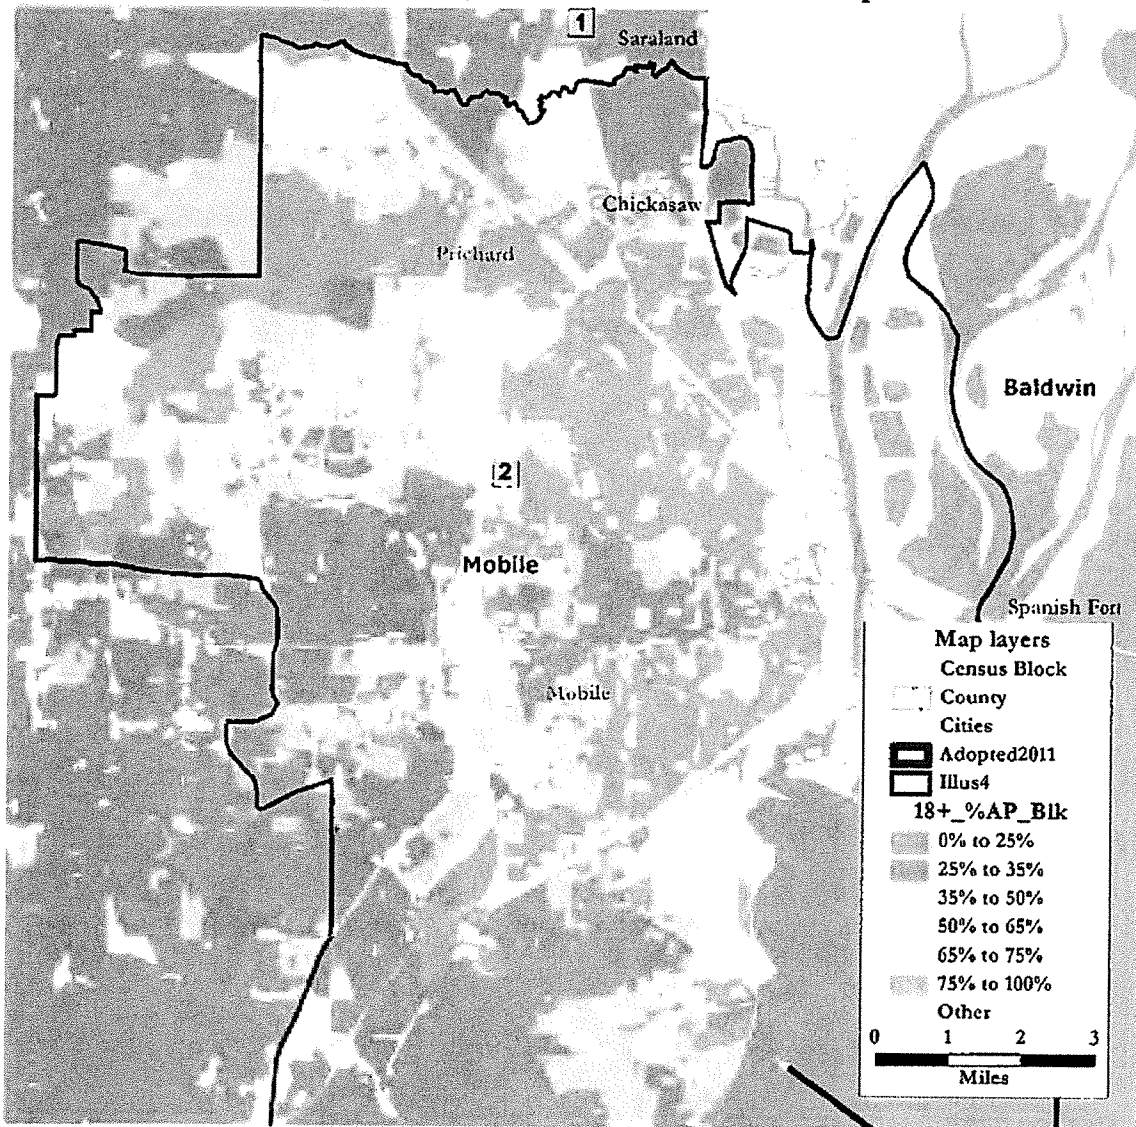 1
Saraland
Chickasaw
Prichard
Baldwin
2
Mobile
Spanish Fort
Mobile
Map layers
Census Block
County
Cities
Adopted2011
Illus4
18+_%AP_Blk
0% to 25%
25% to 35%
35% to 50%
50% to 65%
65% to 75%
75% to 100%
Other
0 1 2 3
Miles